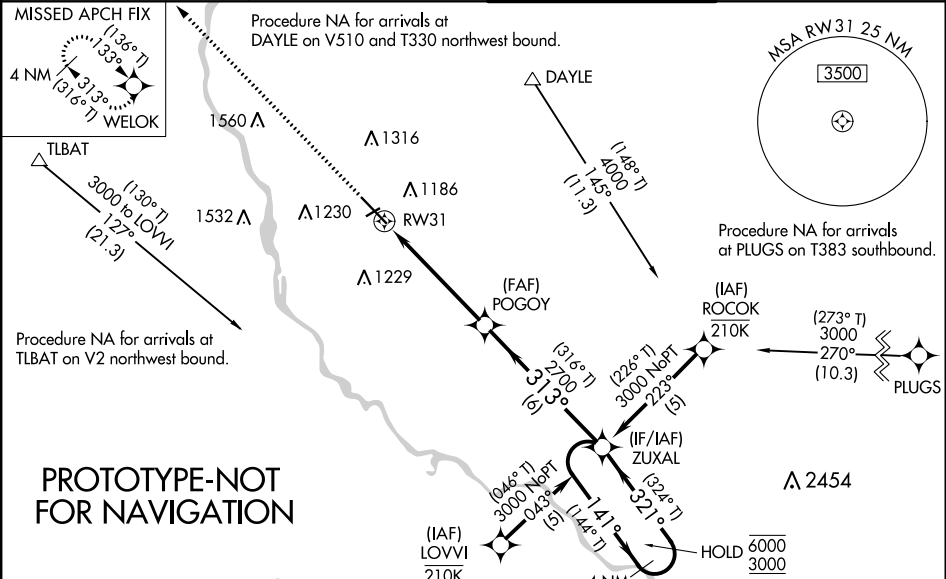 MISSED APCH FIX
(136° T)
133°
4 NM
313°
(316° T)
WELOK
Procedure NA for arrivals at
DAYLE on V510 and T330 northwest bound.
MSA RW31 25 NM
3500
DAYLE
(148° T)
4000
145°
(11.3)
1560
1316
1186
1532
1230
RW31
1229
TLBAT
(130° T)
3000 to LOVVI
127°
(21.3)
Procedure NA for arrivals
at PLUGS on T383 southbound.
Procedure NA for arrivals at
TLBAT on V2 northwest bound.
(FAF)
POGOY
(IAF)
ROCOK
210K
(273° T)
3000
270°
(10.3)
PLUGS
(316° T)
2700
313°
(6)
(226° T)
3000 NoPT
223°
(5)
(IF/IAF)
ZUXAL
2454
PROTOTYPE-NOT
FOR NAVIGATION
(046° T)
3000 NoPT
043°
(5)
141°
(144° T)
(324° T)
321°
(IAF)
LOVVI
210K
HOLD
6000
3000
4 NM